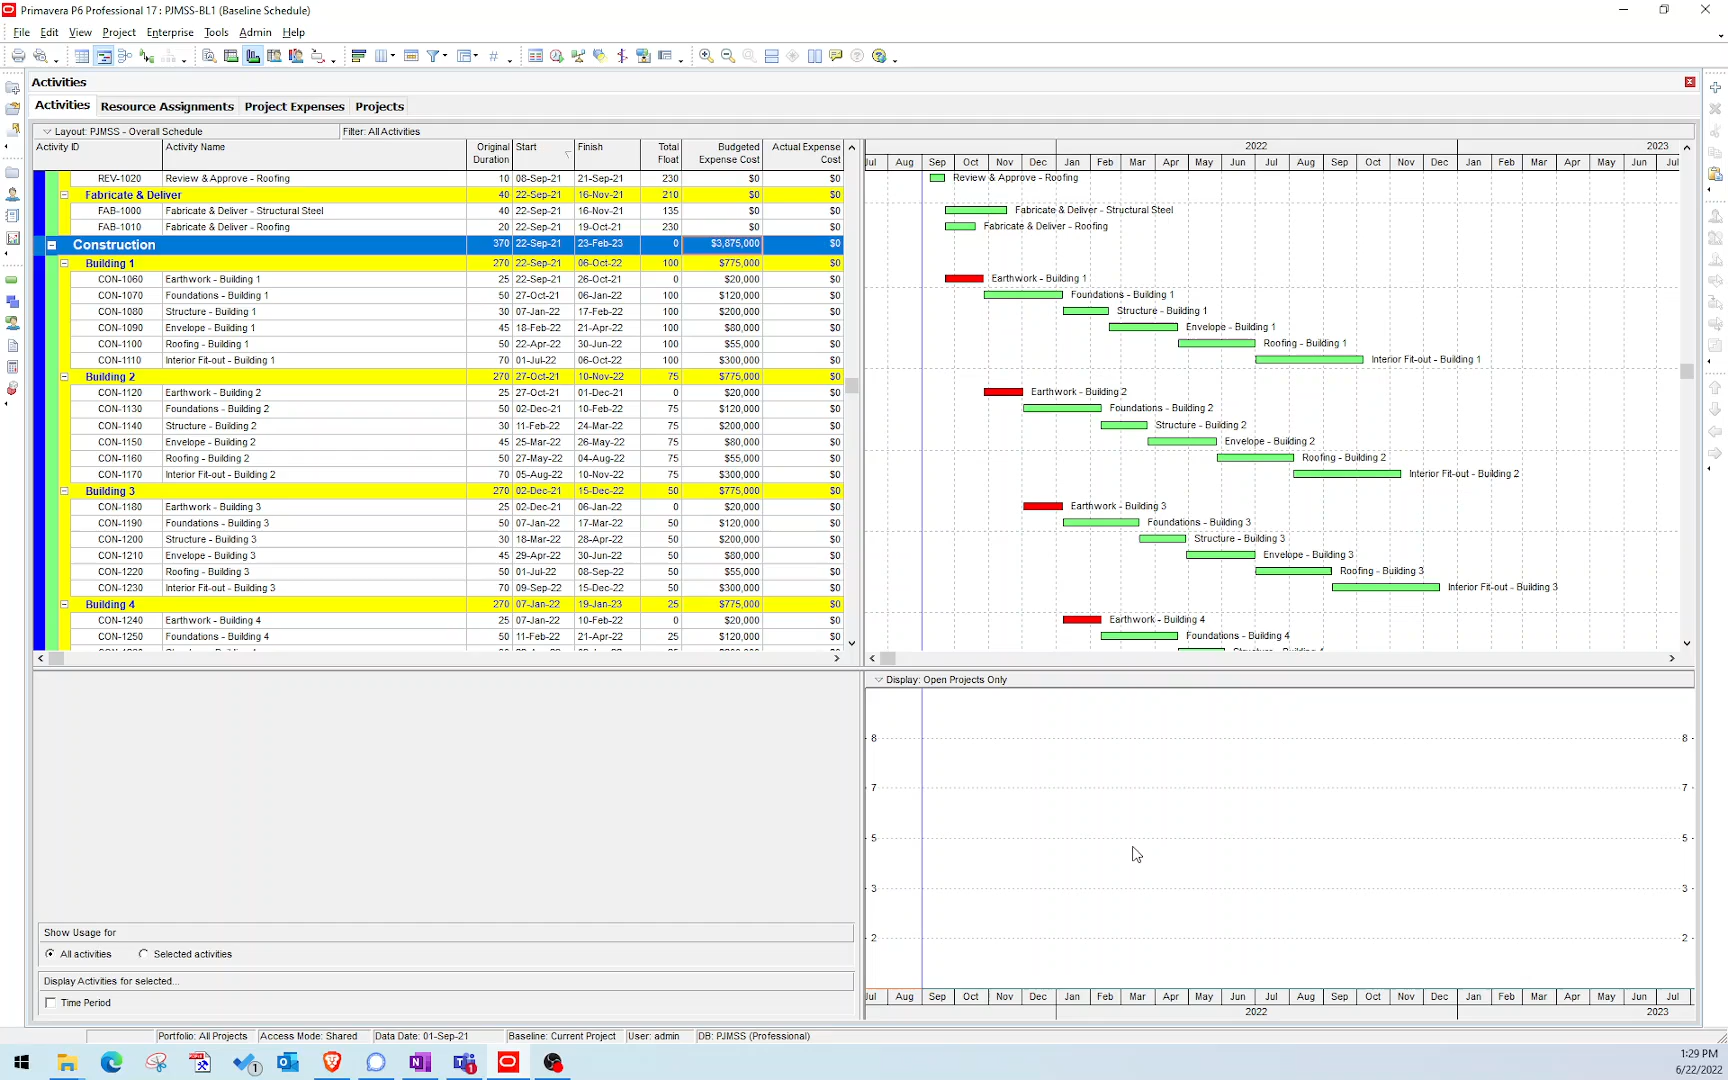 Primavera P6 Professional 17 : PJMSS-BL1 (Baseline Schedule)
File Edit View Project Enterprise Tools Admin Help
Activities
Activities Resource Assignments Project Expenses Projects
Layout: PJMSS - Overall Schedule Filter: All Activities
Activity ID Activity Name Original Duration Start Finish Total Float Budgeted Expense Cost Actual Expense Cost
REV-1020 Review & Approve - Roofing 10 08-Sep-21 21-Sep-21 230 $0 $0
Fabricate & Deliver 40 22-Sep-21 16-Nov-21 210 $0 $0
FAB-1000 Fabricate & Deliver - Structural Steel 40 22-Sep-21 16-Nov-21 135 $0 $0
FAB-1010 Fabricate & Deliver - Roofing 20 22-Sep-21 19-Oct-21 230 $0 $0
Construction 370 22-Sep-21 23-Feb-23 0 $3,875,000 $0
Building 1 270 22-Sep-21 06-Oct-22 100 $775,000 $0
CON-1060 Earthwork - Building 1 25 22-Sep-21 26-Oct-21 0 $20,000 $0
CON-1070 Foundations - Building 1 50 27-Oct-21 06-Jan-22 100 $120,000 $0
CON-1080 Structure - Building 1 30 07-Jan-22 17-Feb-22 100 $200,000 $0
CON-1090 Envelope - Building 1 45 18-Feb-22 21-Apr-22 100 $80,000 $0
CON-1100 Roofing - Building 1 50 22-Apr-22 30-Jun-22 100 $55,000 $0
CON-1110 Interior Fit-out - Building 1 70 01-Jul-22 06-Oct-22 100 $300,000 $0
Building 2 270 27-Oct-21 10-Nov-22 75 $775,000 $0
CON-1120 Earthwork - Building 2 25 27-Oct-21 01-Dec-21 0 $20,000 $0
CON-1130 Foundations - Building 2 50 02-Dec-21 10-Feb-22 75 $120,000 $0
CON-1140 Structure - Building 2 30 11-Feb-22 24-Mar-22 75 $200,000 $0
CON-1150 Envelope - Building 2 45 25-Mar-22 26-May-22 75 $80,000 $0
CON-1160 Roofing - Building 2 50 27-May-22 04-Aug-22 75 $55,000 $0
CON-1170 Interior Fit-out - Building 2 70 05-Aug-22 10-Nov-22 75 $300,000 $0
Building 3 270 02-Dec-21 15-Dec-22 50 $775,000 $0
CON-1180 Earthwork - Building 3 25 02-Dec-21 06-Jan-22 0 $20,000 $0
CON-1190 Foundations - Building 3 50 07-Jan-22 17-Mar-22 50 $120,000 $0
CON-1200 Structure - Building 3 30 18-Mar-22 28-Apr-22 50 $200,000 $0
CON-1210 Envelope - Building 3 45 29-Apr-22 30-Jun-22 50 $80,000 $0
CON-1220 Roofing - Building 3 50 01-Jul-22 08-Sep-22 50 $55,000 $0
CON-1230 Interior Fit-out - Building 3 70 09-Sep-22 15-Dec-22 50 $300,000 $0
Building 4 270 07-Jan-22 19-Jan-23 25 $775,000 $0
CON-1240 Earthwork - Building 4 25 07-Jan-22 10-Feb-22 0 $20,000 $0
CON-1250 Foundations - Building 4 50 11-Feb-22 21-Apr-22 25 $120,000 $0
2022 2023
Jul Aug Sep Oct Nov Dec Jan Feb Mar Apr May Jun Jul Aug Sep Oct Nov Dec Jan Feb Mar Apr May Jun Jul
Review & Approve - Roofing
Fabricate & Deliver - Structural Steel
Fabricate & Deliver - Roofing
Earthwork - Building 1
Foundations - Building 1
Structure - Building 1
Envelope - Building 1
Roofing - Building 1
Interior Fit-out - Building 1
Earthwork - Building 2
Foundations - Building 2
Structure - Building 2
Envelope - Building 2
Roofing - Building 2
Interior Fit-out - Building 2
Earthwork - Building 3
Foundations - Building 3
Structure - Building 3
Envelope - Building 3
Roofing - Building 3
Interior Fit-out - Building 3
Earthwork - Building 4
Foundations - Building 4
Display: Open Projects Only
8 8
7 7
5 5
3 3
2 2
Jul Aug Sep Oct Nov Dec Jan Feb Mar Apr May Jun Jul Aug Sep Oct Nov Dec Jan Feb Mar Apr May Jun Jul
2022 2023
Show Usage for
All activities Selected activities
Display Activities for selected...
Time Period
Portfolio: All Projects Access Mode: Shared Data Date: 01-Sep-21 Baseline: Current Project User: admin DB: PJMSS (Professional)
1:29 PM
6/22/2022